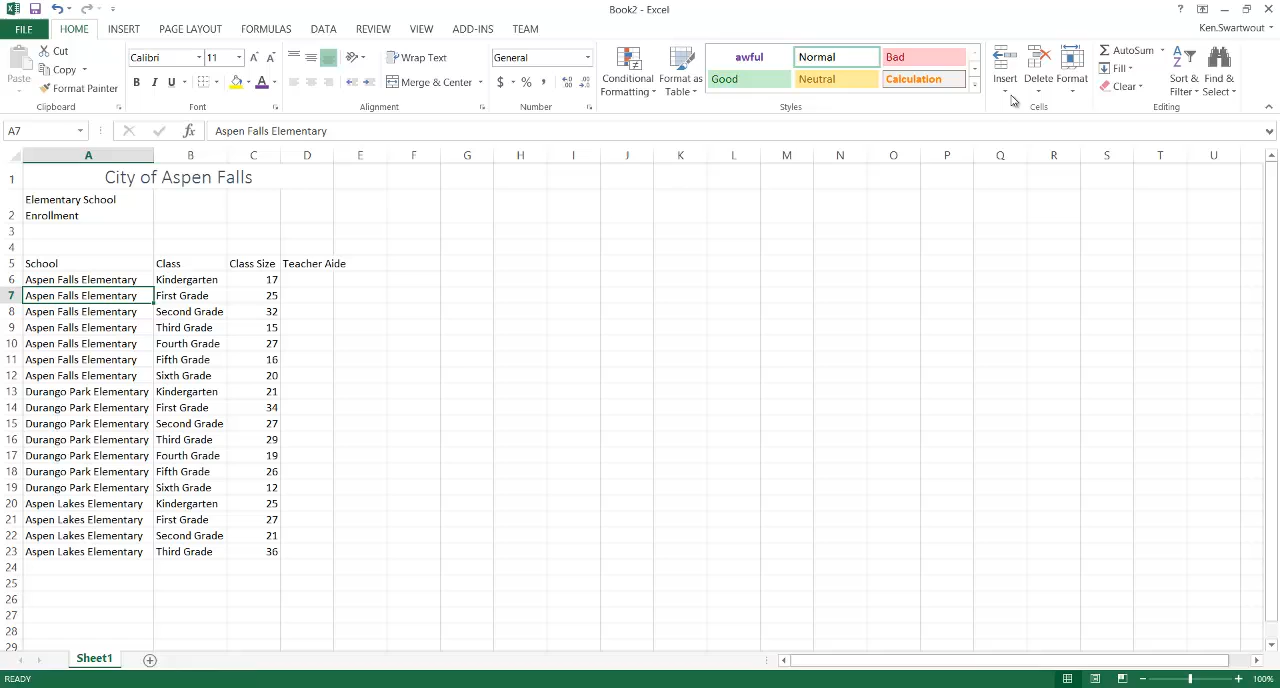 Book2 - Excel
?
FILE HOME INSERT PAGE LAYOUT FORMULAS DATA REVIEW VIEW ADD-INS TEAM Ken.Swartwout
Paste Cut Copy Format Painter
Clipboard
Calibri 11
B I U
Font
Wrap Text
Merge & Center
Alignment
General
$ % ,
Number
Conditional Formatting
Format as Table
awful Normal Bad
Good Neutral Calculation
Styles
Insert Delete Format
Cells
AutoSum
Fill
Clear
Sort & Filter
Find & Select
Editing
A7 fx Aspen Falls Elementary
A B C D E F G H I J K L M N O P Q R S T U
1 City of Aspen Falls
Elementary School
2 Enrollment
3
4
5 School Class Class Size Teacher Aide
6 Aspen Falls Elementary Kindergarten 17
7 Aspen Falls Elementary First Grade 25
8 Aspen Falls Elementary Second Grade 32
9 Aspen Falls Elementary Third Grade 15
10 Aspen Falls Elementary Fourth Grade 27
11 Aspen Falls Elementary Fifth Grade 16
12 Aspen Falls Elementary Sixth Grade 20
13 Durango Park Elementary Kindergarten 21
14 Durango Park Elementary First Grade 34
15 Durango Park Elementary Second Grade 27
16 Durango Park Elementary Third Grade 29
17 Durango Park Elementary Fourth Grade 19
18 Durango Park Elementary Fifth Grade 26
19 Durango Park Elementary Sixth Grade 12
20 Aspen Lakes Elementary Kindergarten 25
21 Aspen Lakes Elementary First Grade 27
22 Aspen Lakes Elementary Second Grade 21
23 Aspen Lakes Elementary Third Grade 36
24
25
26
27
28
29
Sheet1
READY 100%